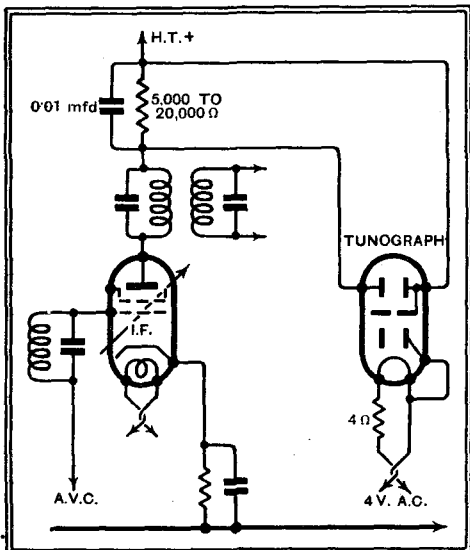 H.T.+
0·01 mfd
5,000 TO
20,000 Ω
TUNOGRAPH
I.F.
4 Ω
A.V.C.
4 V. A.C.